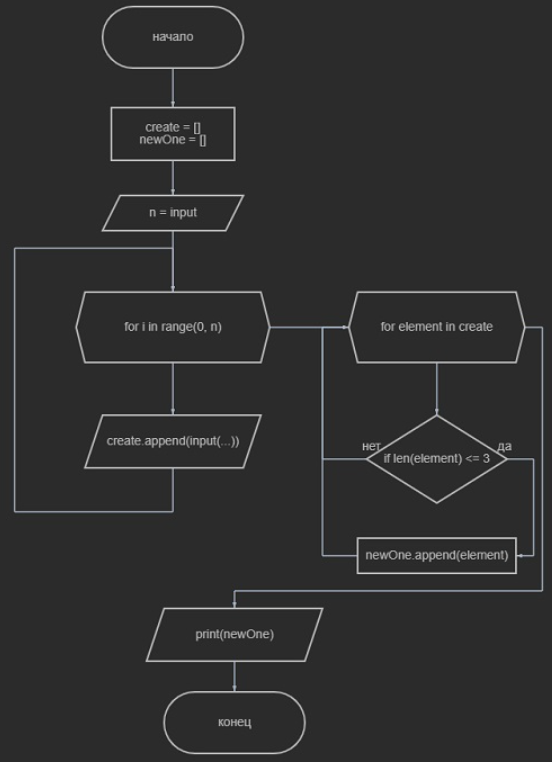 начало
create = []
newOne = []
n = input
for i in range(0, n)
for element in create
create.append(input(...))
нет
да
if len(element) <= 3
newOne.append(element)
print(newOne)
конец